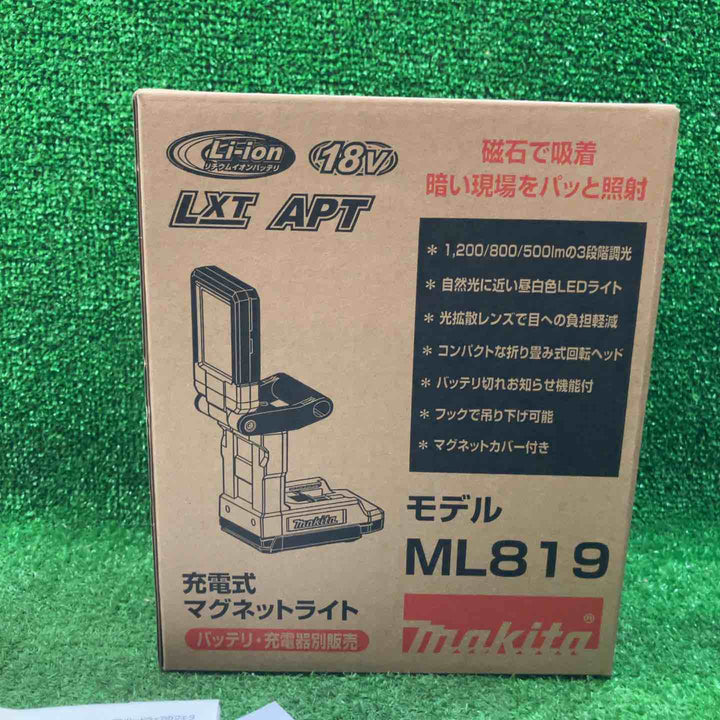 Li-ion
リチウムイオンバッテリ
18V
LXT APT
磁石で吸着
暗い現場をパッと照射
* 1,200/800/500lmの3段階調光
* 自然光に近い昼白色LEDライト
* 光拡散レンズで目への負担軽減
* コンパクトな折り畳み式回転ヘッド
* バッテリ切れお知らせ機能付
* フックで吊り下げ可能
* マグネットカバー付き
makita
モデル
ML819
充電式
マグネットライト
バッテリ・充電器別販売
makita®